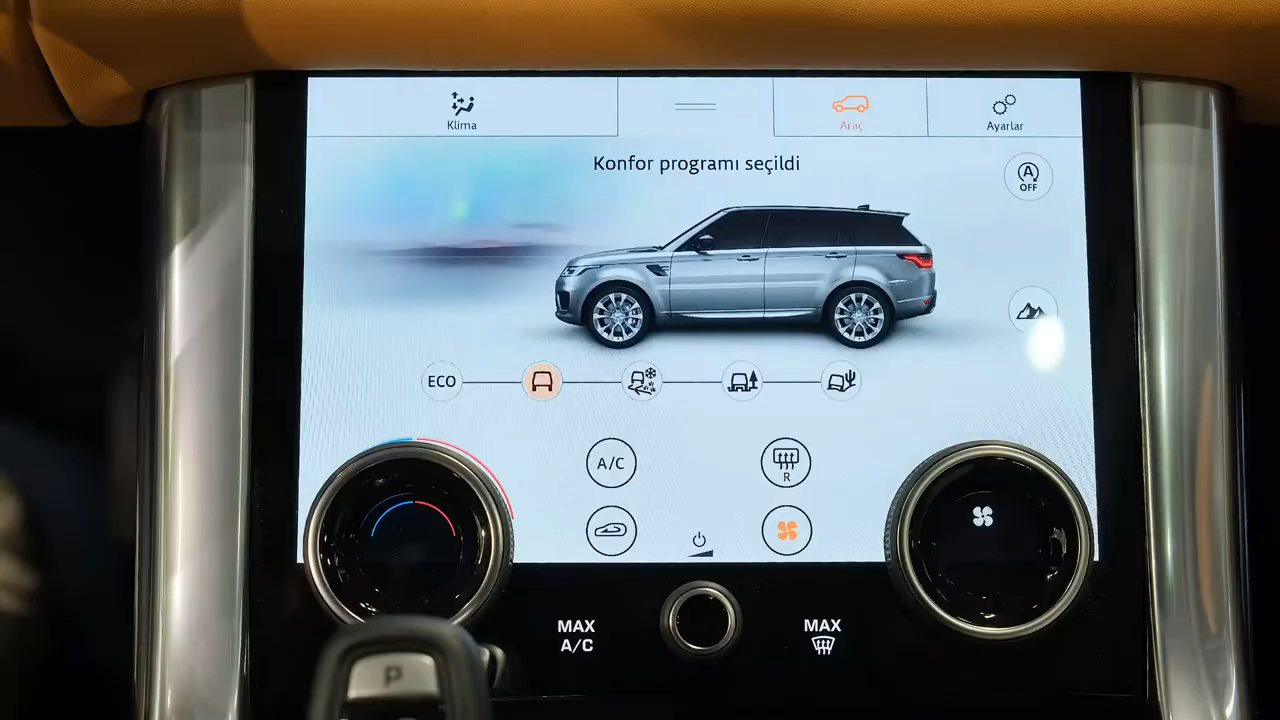 Klima
Araç
Ayarlar
Konfor programı seçildi
A
OFF
ECO
A/C
R
MAX
A/C
MAX
P